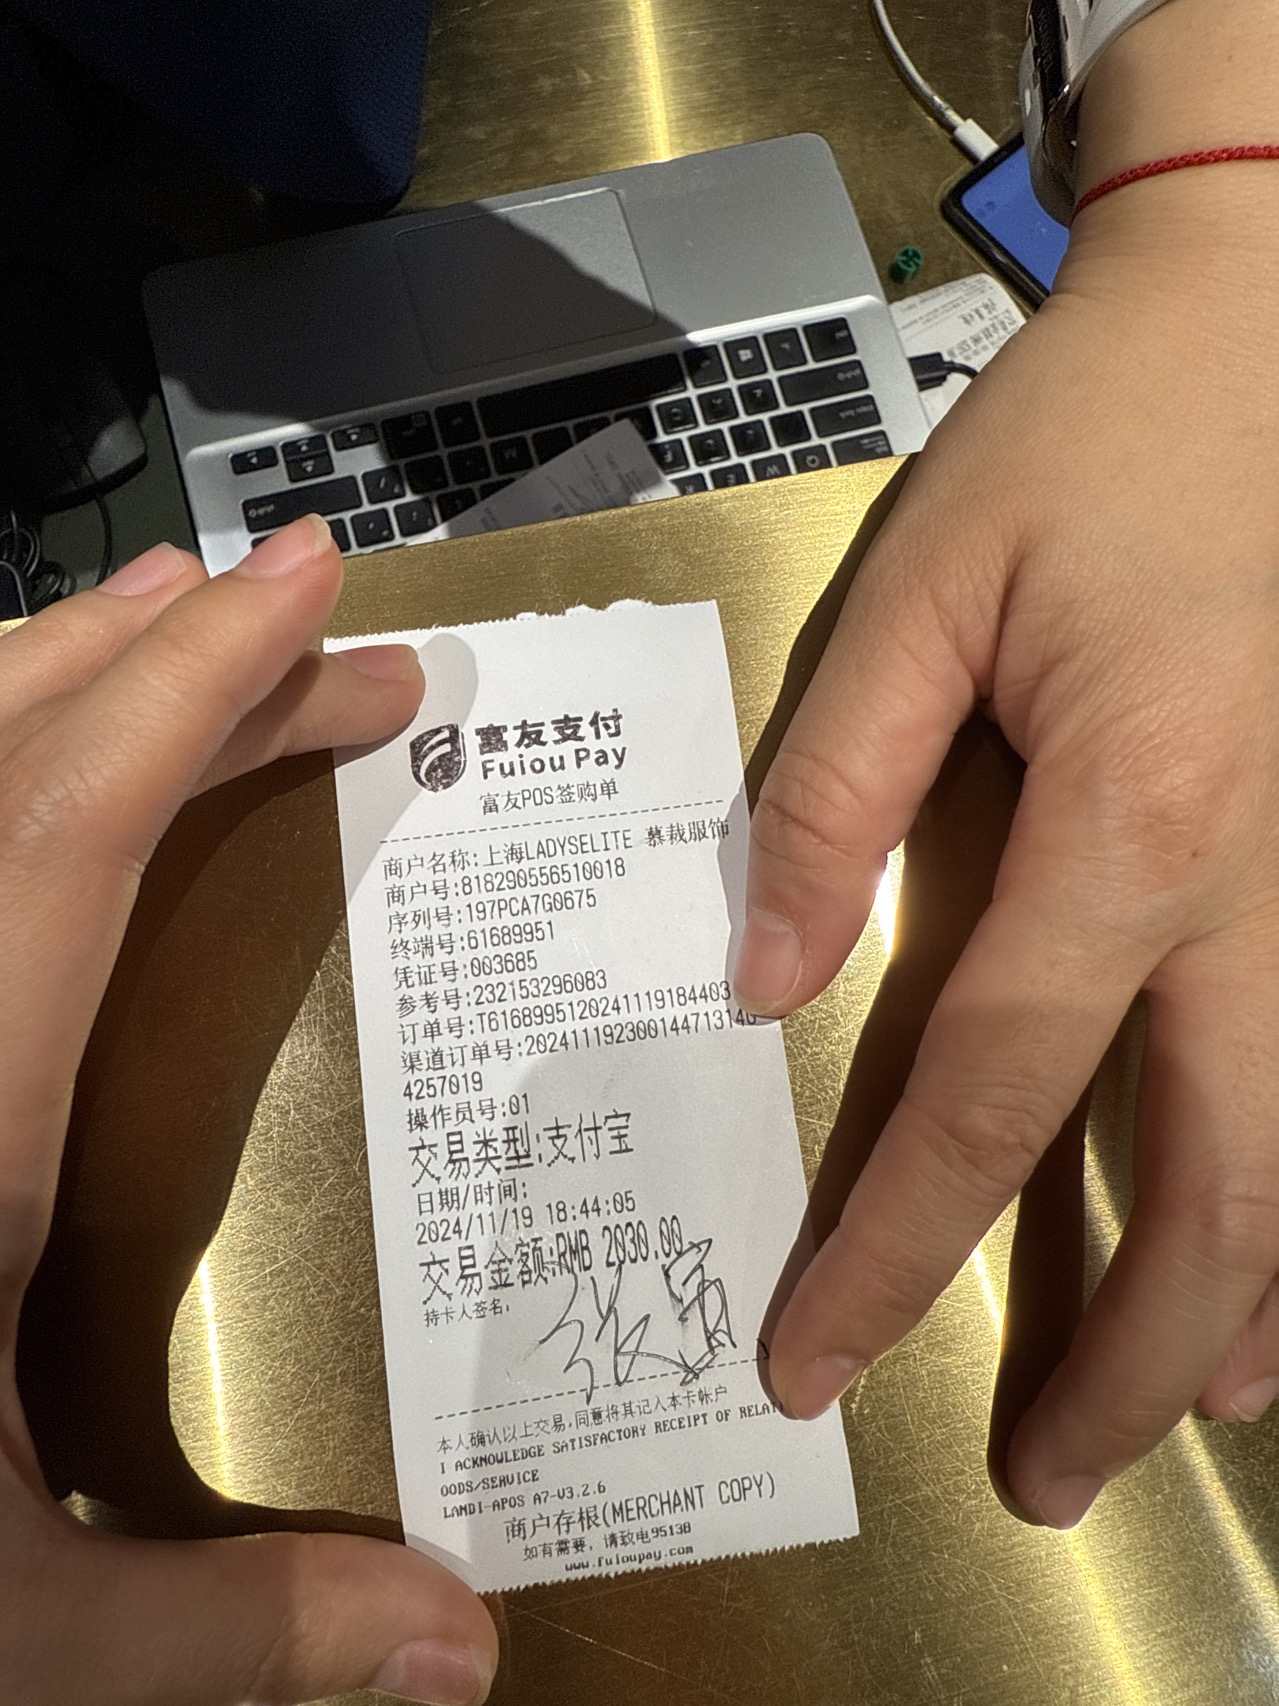 富友支付
Fuiou Pay
富友POS签购单
商户名称:上海LADYSELITE 慕裁服饰
商户号:818290556510018
序列号:197PCA7G0675
终端号:61689951
凭证号:003685
参考号:232153296083
订单号:T6168995120241119184403
渠道订单号:202411192300144713140
4257019
操作员号:01
交易类型:支付宝
日期/时间:
2024/11/19 18:44:05
交易金额:RMB 2030.00
持卡人签名:
本人确认以上交易,同意将其记入本卡帐户
I ACKNOWLEDGE SATISFACTORY RECEIPT OF
OODS/SERVICE
LANDI-APOS A7-V3.2.6
商户存根(MERCHANT COPY)
如有需要, 请致电95138
www.fuioupay.com